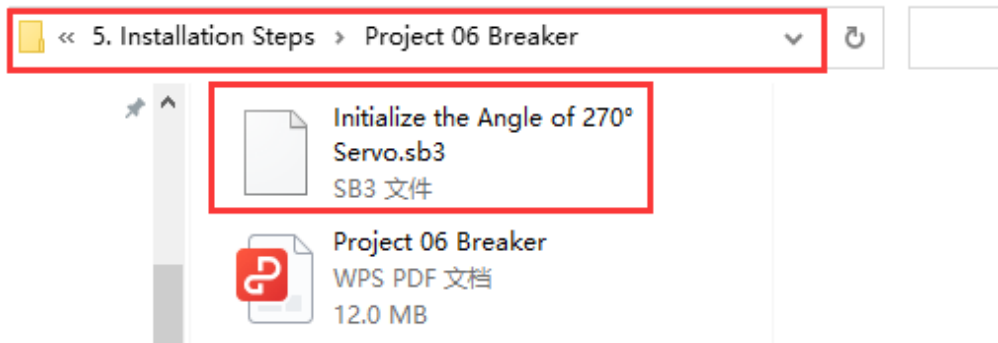 « 5. Installation Steps › Project 06 Breaker
Initialize the Angle of 270°
Servo.sb3
SB3 文件
Project 06 Breaker
WPS PDF 文档
12.0 MB